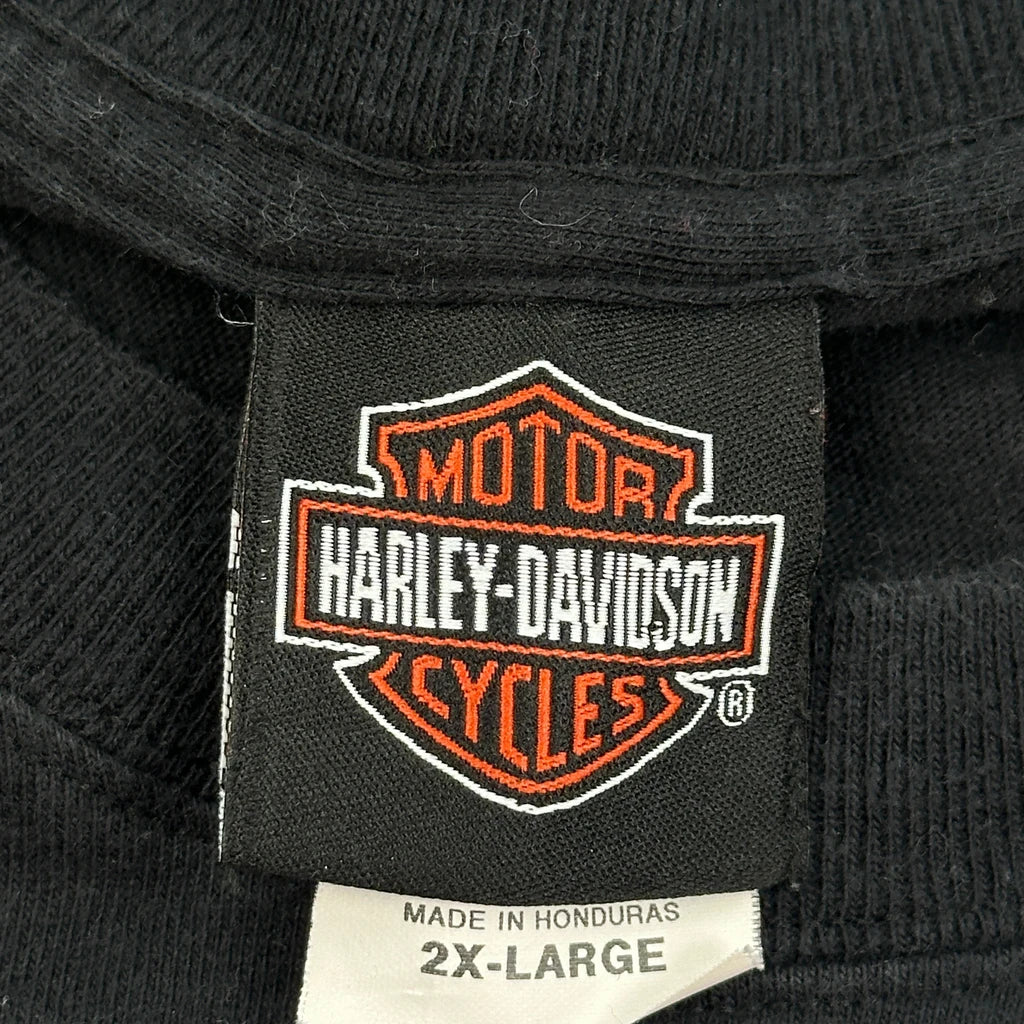 MOTOR
HARLEY-DAVIDSON
CYCLES
®
MADE IN HONDURAS
2X-LARGE